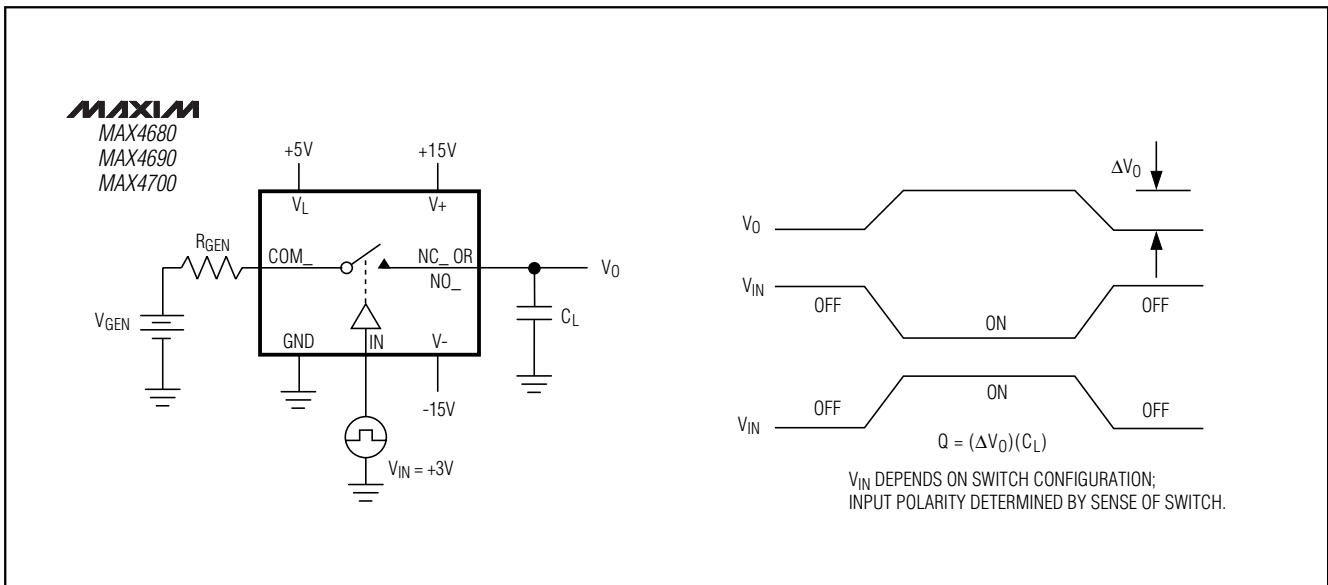 MAXIM
MAX4680
MAX4690
MAX4700
+5V
+15V
VL
V+
RGEN
COM_
NC_ OR
NO_
VO
VGEN
CL
GND
IN
V-
-15V
VIN = +3V
ΔVO
VO
VIN
OFF
ON
OFF
VIN
OFF
ON
OFF
Q = (ΔVO)(CL)
VIN DEPENDS ON SWITCH CONFIGURATION;
INPUT POLARITY DETERMINED BY SENSE OF SWITCH.